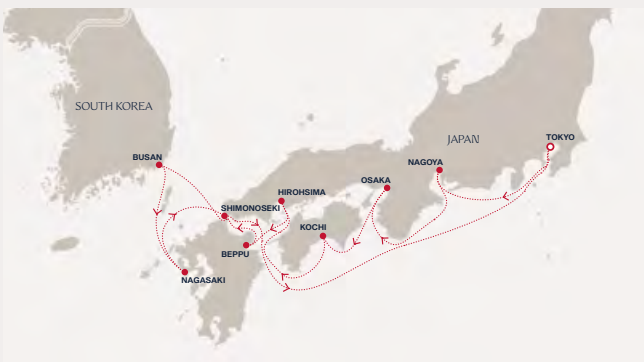 SOUTH KOREA
JAPAN
TOKYO
BUSAN
NAGOYA
OSAKA
HIROHSIMA
SHIMONOSEKI
KOCHI
BEPPU
NAGASAKI